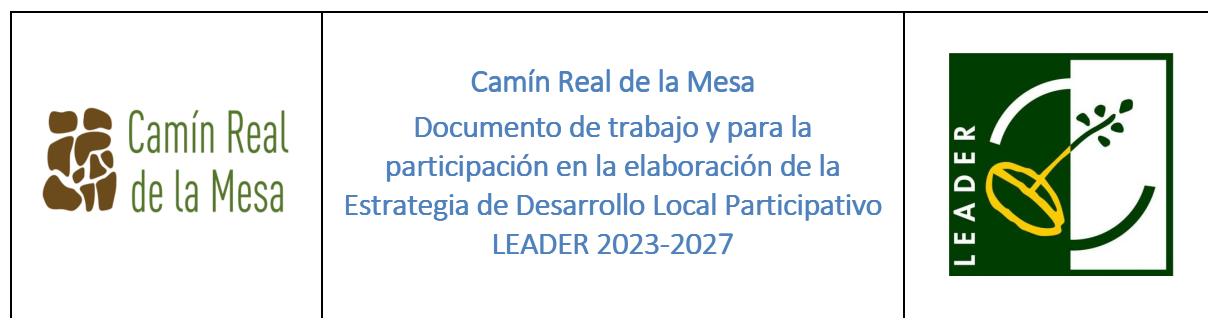 Camín Real
de la Mesa
Camín Real de la Mesa
Documento de trabajo y para la
participación en la elaboración de la
Estrategia de Desarrollo Local Participativo
LEADER 2023-2027
LEADER